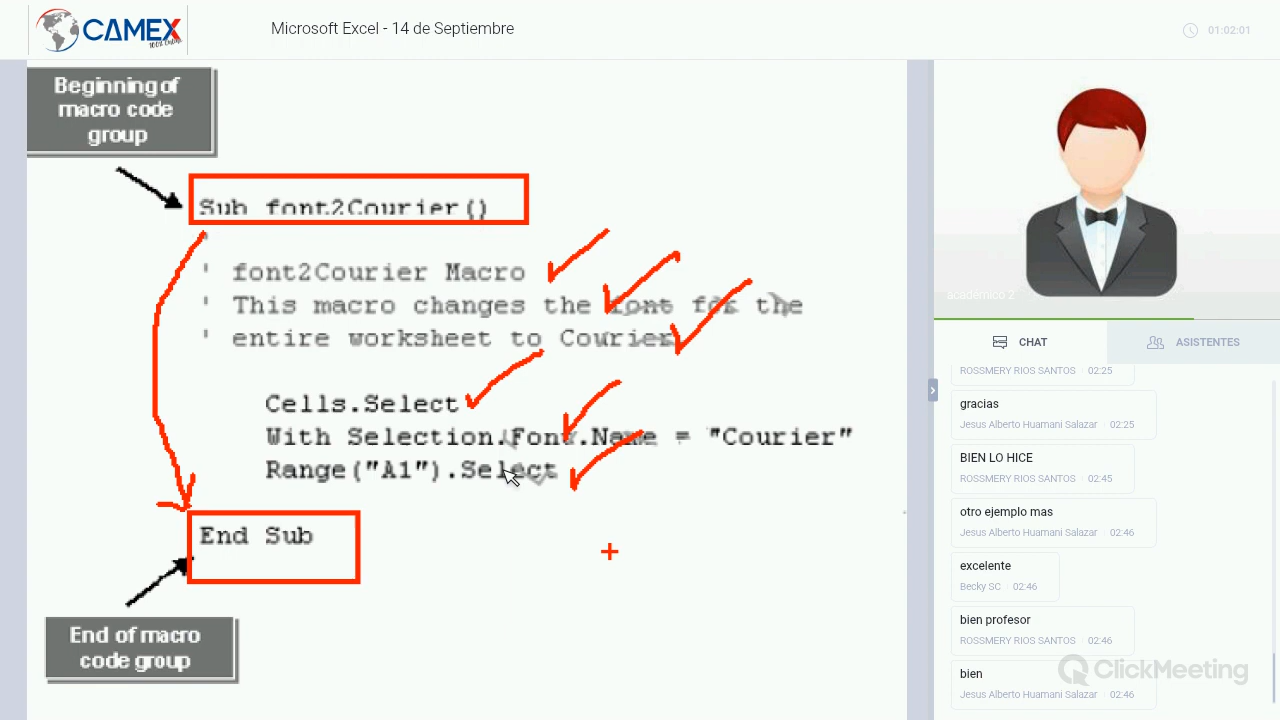 CAMEX
100% Online
Microsoft Excel - 14 de Septiembre
01:02:01
Beginning of
macro code
group
Sub font2Courier()
'
' font2Courier Macro
' This macro changes the font for the
' entire worksheet to Courier
Cells.Select
With Selection.Font.Name = "Courier"
Range("A1").Select
End Sub
End of macro
code group
académico 2
CHAT
ASISTENTES
ROSSMERY RIOS SANTOS · 02:25
gracias
Jesus Alberto Huamani Salazar · 02:25
BIEN LO HICE
ROSSMERY RIOS SANTOS · 02:45
otro ejemplo mas
Jesus Alberto Huamani Salazar · 02:46
excelente
Becky SC · 02:46
bien profesor
ROSSMERY RIOS SANTOS · 02:46
bien
Jesus Alberto Huamani Salazar · 02:46
ClickMeeting